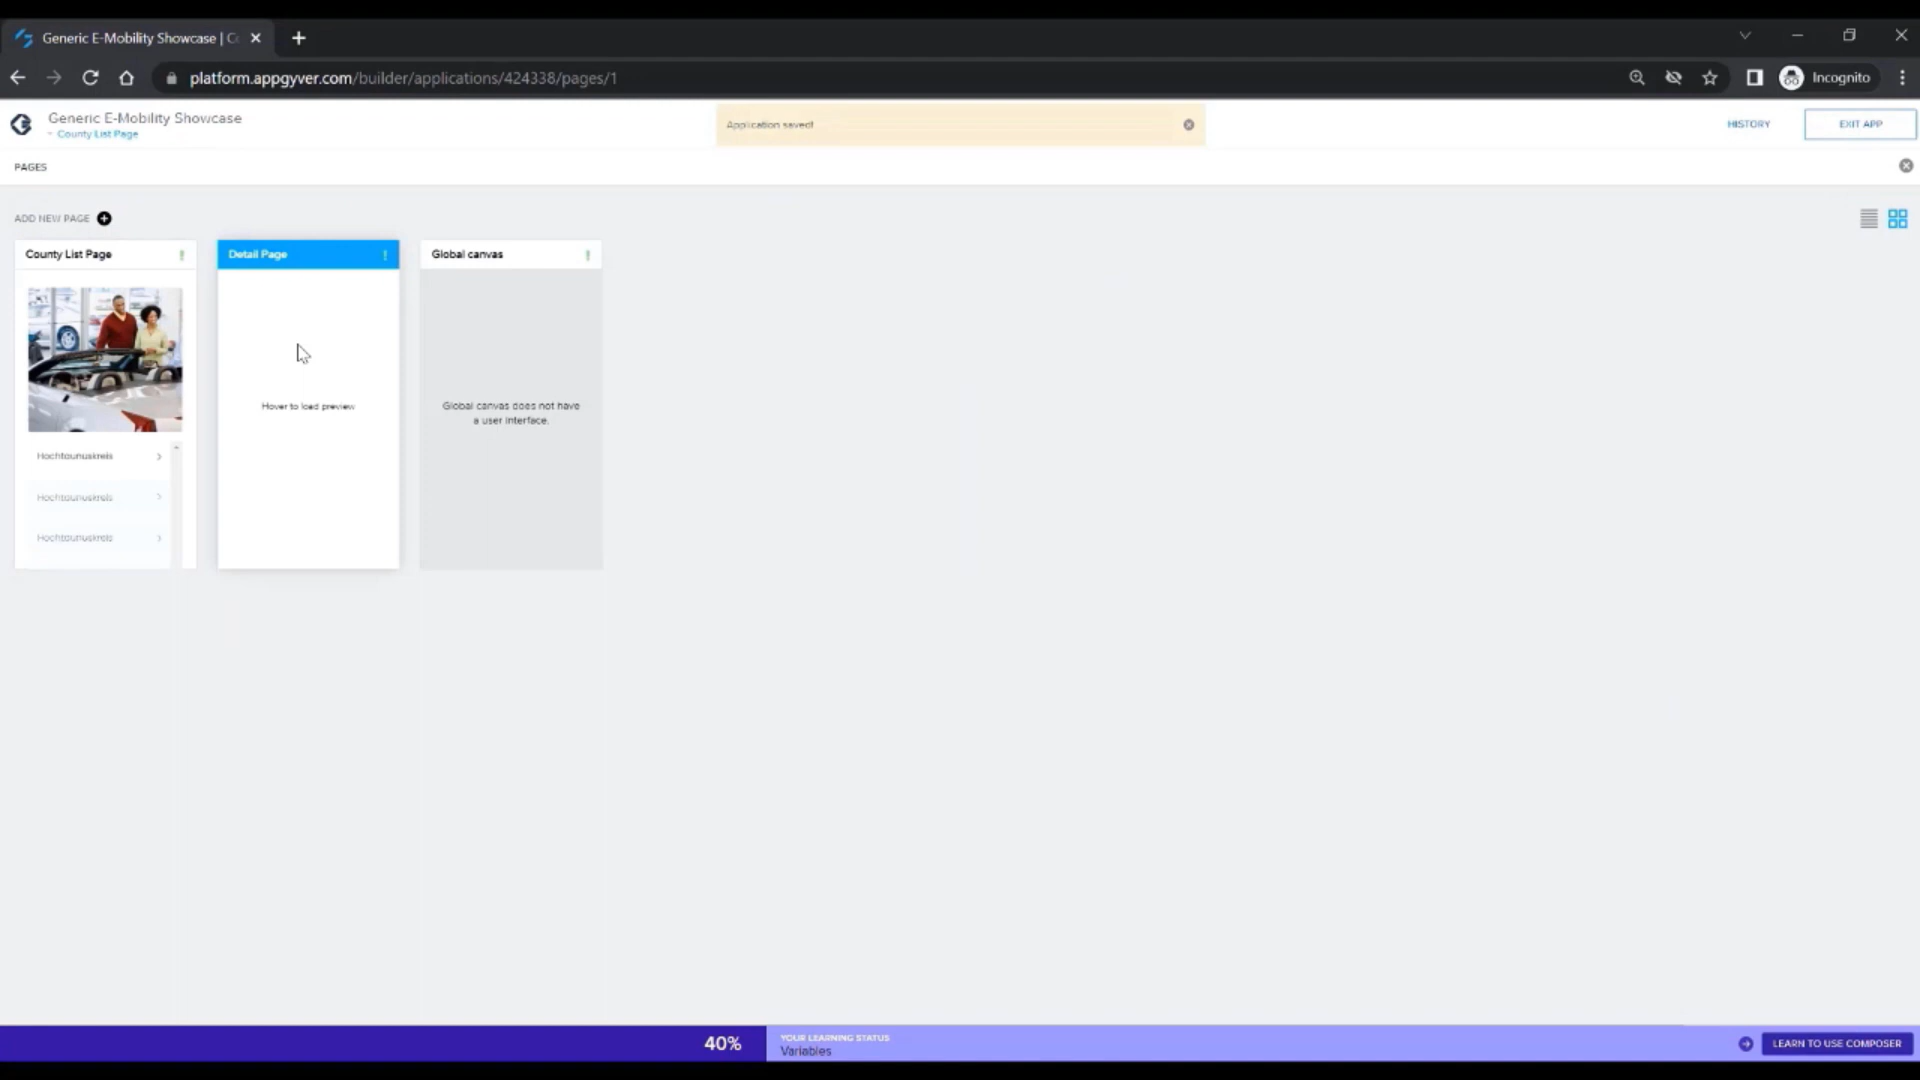 Generic E-Mobility Showcase | Co
platform.appgyver.com/builder/applications/424338/pages/1
Incognito
Generic E-Mobility Showcase
County List Page
Application saved!
HISTORY
EXIT APP
PAGES
ADD NEW PAGE
County List Page
Detail Page
Global canvas
Hover to load preview
Global canvas does not have
a user interface.
Hochtaunuskreis
Hochtaunuskreis
Hochtaunuskreis
40%
YOUR LEARNING STATUS
Variables
LEARN TO USE COMPOSER